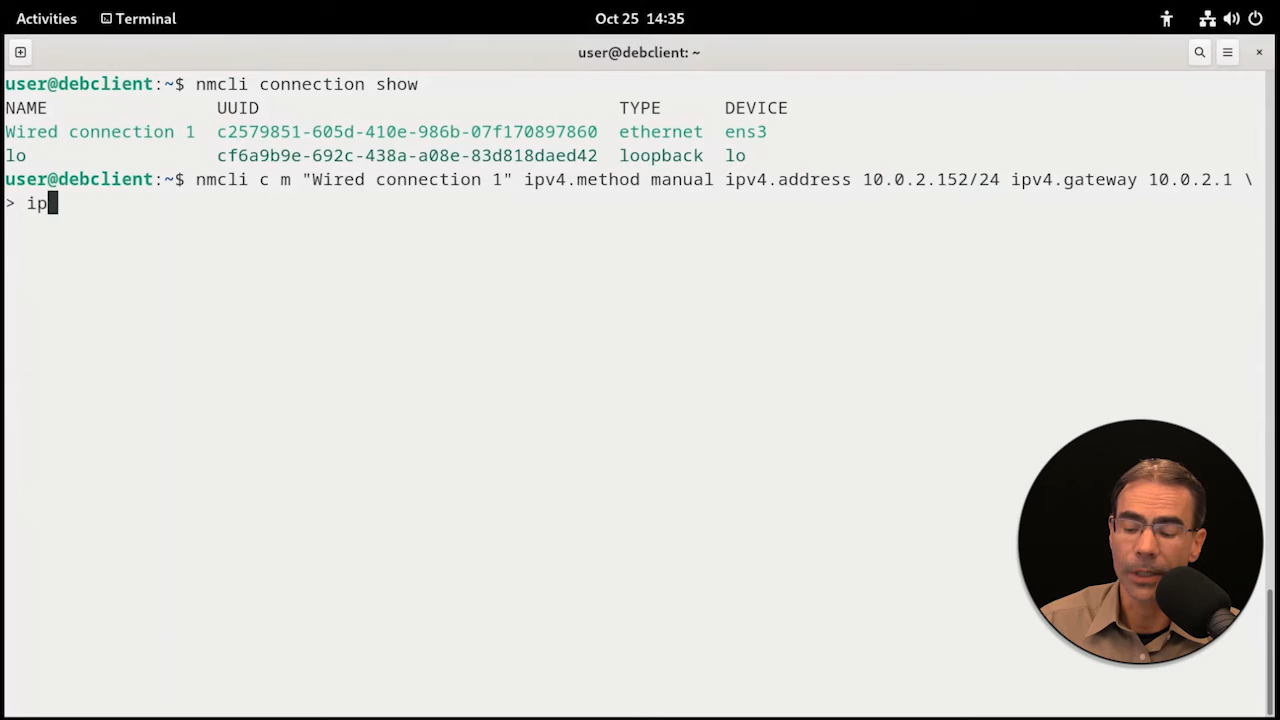 Activities Terminal Oct 25 14:35
user@debclient: ~
user@debclient:~$ nmcli connection show
NAME UUID TYPE DEVICE
Wired connection 1 c2579851-605d-410e-986b-07f170897860 ethernet ens3
lo cf6a9b9e-692c-438a-a08e-83d818daed42 loopback lo
user@debclient:~$ nmcli c m "Wired connection 1" ipv4.method manual ipv4.address 10.0.2.152/24 ipv4.gateway 10.0.2.1 \
> ip